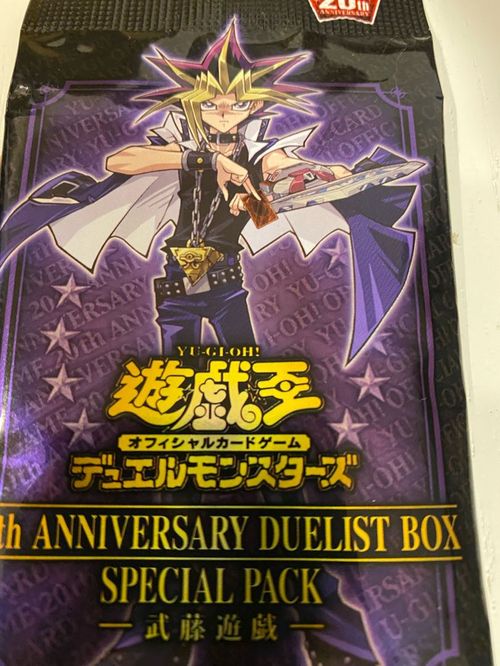 20th
ANNIVERSARY
YU-GI-OH!
遊戯王
オフィシャルカードゲーム
デュエルモンスターズ
th ANNIVERSARY DUELIST BOX
SPECIAL PACK
武藤遊戯